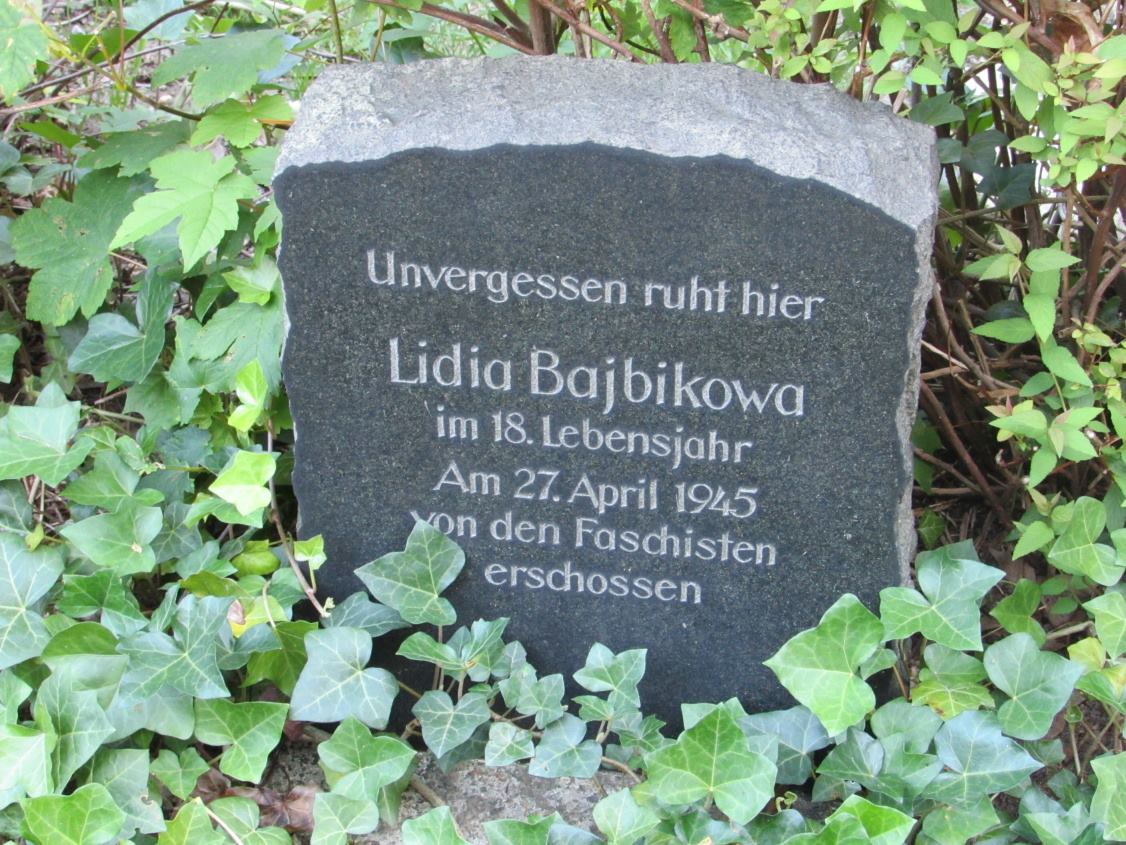 Unvergessen ruht hier
Lidia Bajbikowa
im 18. Lebensjahr
Am 27. April 1945
von den Faschisten
erschossen